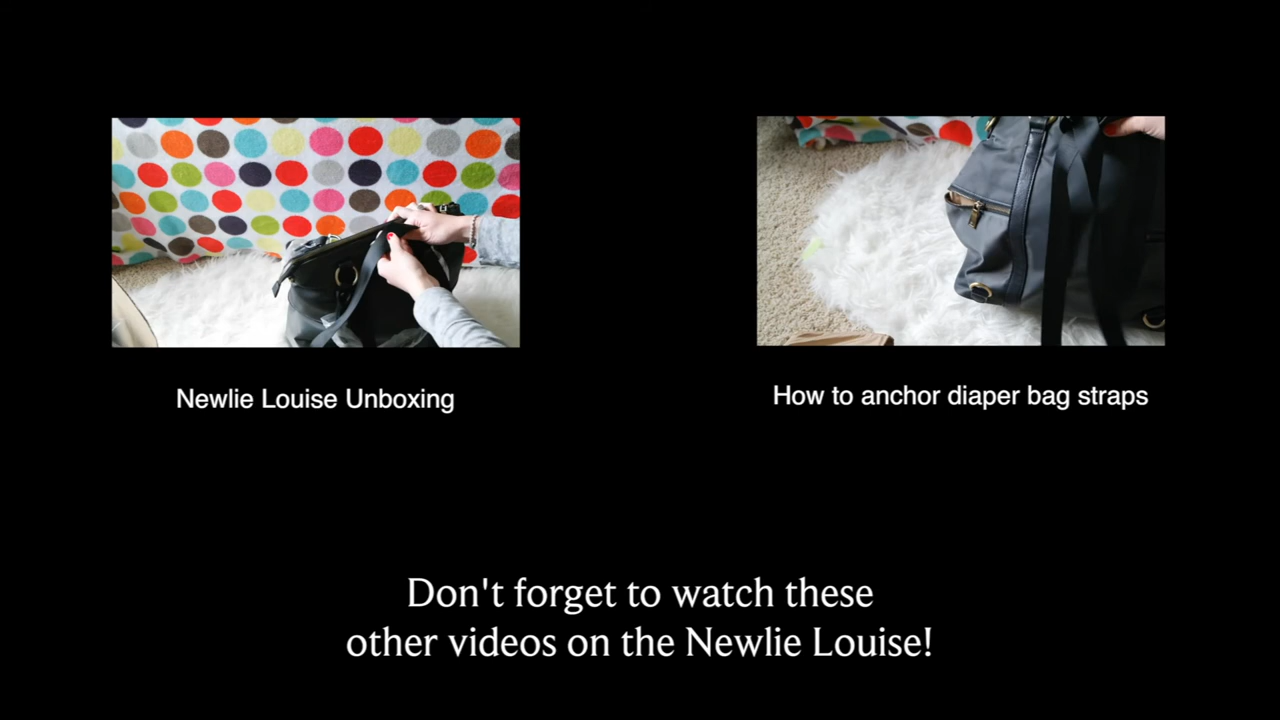 Newlie Louise Unboxing
How to anchor diaper bag straps
Don't forget to watch these
other videos on the Newlie Louise!